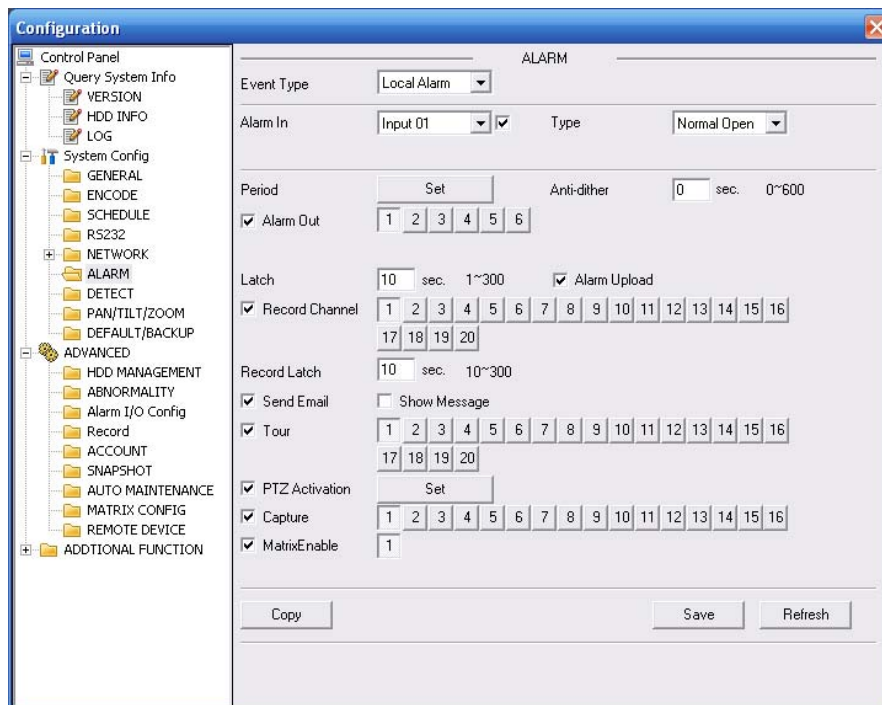 Configuration
Control Panel
Query System Info
VERSION
HDD INFO
LOG
System Config
GENERAL
ENCODE
SCHEDULE
RS232
NETWORK
ALARM
DETECT
PAN/TILT/ZOOM
DEFAULT/BACKUP
ADVANCED
HDD MANAGEMENT
ABNORMALITY
Alarm I/O Config
Record
ACCOUNT
SNAPSHOT
AUTO MAINTENANCE
MATRIX CONFIG
REMOTE DEVICE
ADDTIONAL FUNCTION
ALARM
Event Type Local Alarm
Alarm In Input 01 Type Normal Open
Period Set Anti-dither 0 sec. 0~600
Alarm Out 1 2 3 4 5 6
Latch 10 sec. 1~300 Alarm Upload
Record Channel 1 2 3 4 5 6 7 8 9 10 11 12 13 14 15 16
17 18 19 20
Record Latch 10 sec. 10~300
Send Email Show Message
Tour 1 2 3 4 5 6 7 8 9 10 11 12 13 14 15 16
17 18 19 20
PTZ Activation Set
Capture 1 2 3 4 5 6 7 8 9 10 11 12 13 14 15 16
MatrixEnable 1
Copy Save Refresh